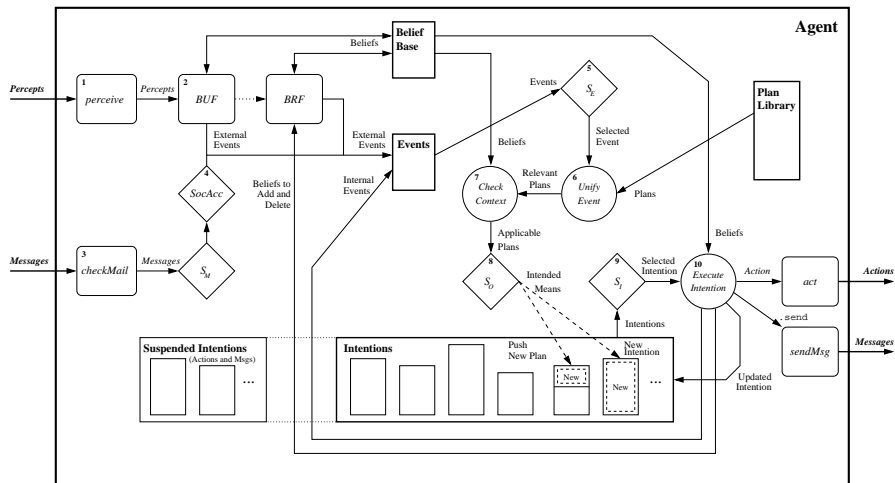 Agent
Belief
Base
Beliefs
Percepts
1
perceive
Percepts
2
BUF
BRF
5
S_E
Events
Plan
Library
External
Events
External
Events
Events
Selected
Event
4
SocAcc
Beliefs to
Add and
Delete
Internal
Events
Beliefs
7
Check
Context
Relevant
Plans
6
Unify
Event
Plans
Messages
3
checkMail
Messages
S_M
Applicable
Plans
8
S_O
Intended
Means
9
S_I
Selected
Intention
Beliefs
10
Execute
Intention
Action
act
Actions
.send
sendMsg
Messages
Intentions
Suspended Intentions
(Actions and Msgs)
...
Intentions
Push
New Plan
New
Intention
New
New
...
Updated
Intention